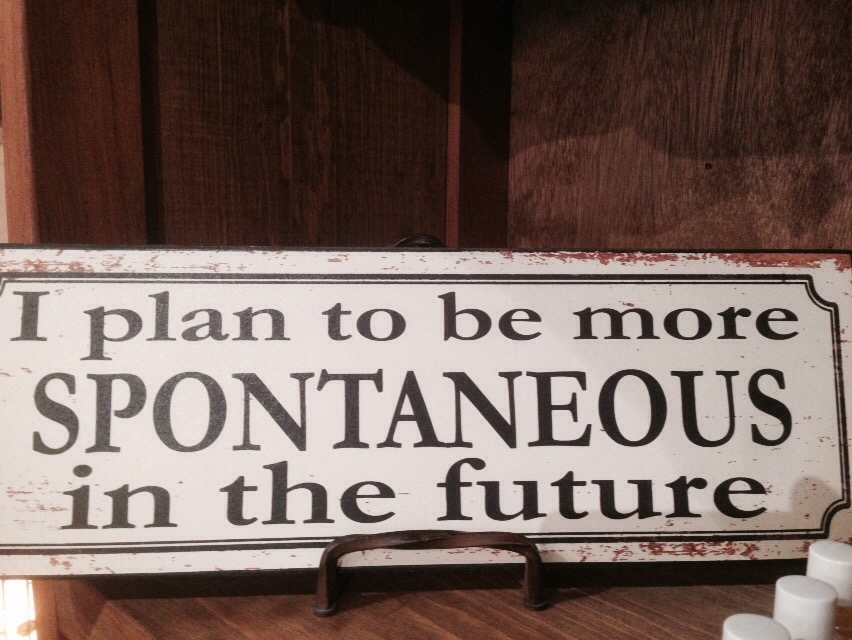 I plan to be more
SPONTANEOUS
in the future